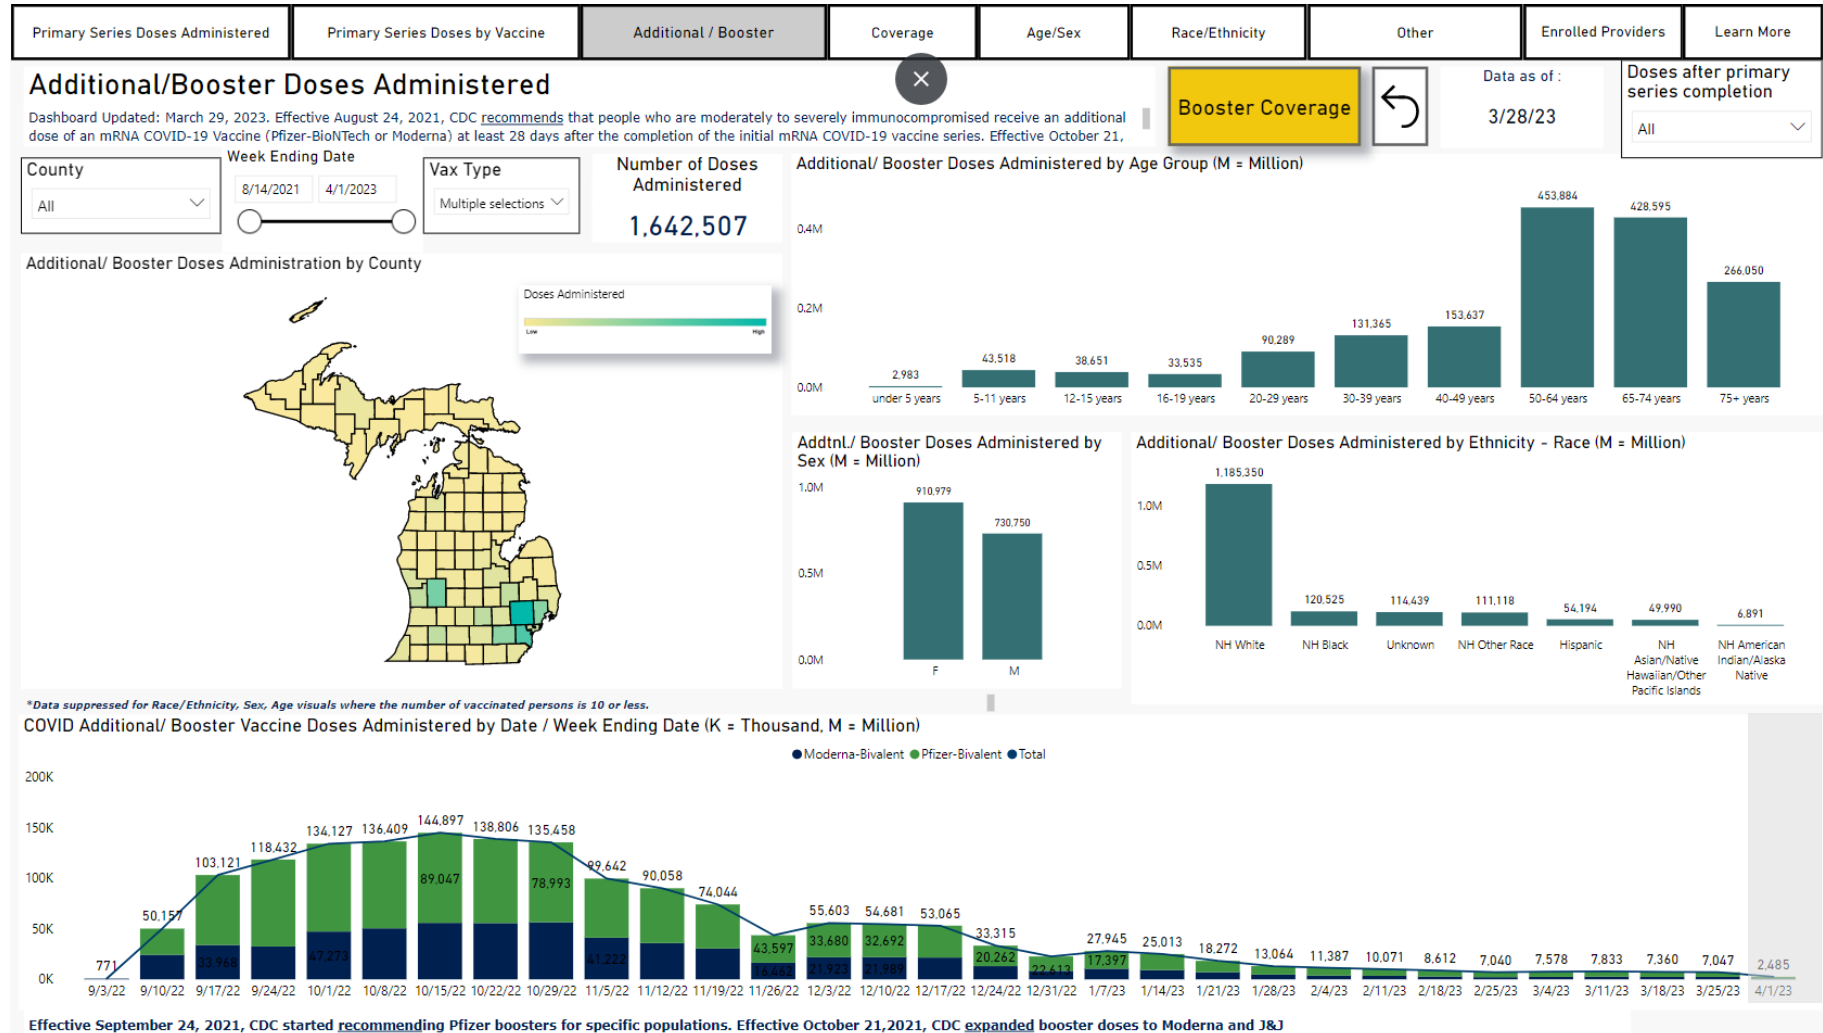 Primary Series Doses Administered
Primary Series Doses by Vaccine
Additional / Booster
Coverage
Age/Sex
Race/Ethnicity
Other
Enrolled Providers
Learn More
Additional/Booster Doses Administered
Dashboard Updated: March 29, 2023. Effective August 24, 2021, CDC recommends that people who are moderately to severely immunocompromised receive an additional
dose of an mRNA COVID-19 Vaccine (Pfizer-BioNTech or Moderna) at least 28 days after the completion of the initial mRNA COVID-19 vaccine series. Effective October 21,
Booster Coverage
Data as of :
3/28/23
Doses after primary
series completion
All
County
All
Week Ending Date
8/14/2021
4/1/2023
Vax Type
Multiple selections
Number of Doses
Administered
1,642,507
Additional/ Booster Doses Administered by Age Group (M = Million)
0.4M
0.2M
0.0M
2,983
43,518
38,651
33,535
90,289
131,365
153,637
453,884
428,595
266,050
under 5 years
5-11 years
12-15 years
16-19 years
20-29 years
30-39 years
40-49 years
50-64 years
65-74 years
75+ years
Additional/ Booster Doses Administration by County
Doses Administered
Low
High
Addtnl./ Booster Doses Administered by
Sex (M = Million)
1.0M
0.5M
0.0M
910,979
730,750
F
M
Additional/ Booster Doses Administered by Ethnicity - Race (M = Million)
1.0M
0.5M
0.0M
1,185,350
120,525
114,439
111,118
54,194
49,990
6,891
NH White
NH Black
Unknown
NH Other Race
Hispanic
NH
Asian/Native
Hawaiian/Other
Pacific Islands
NH American
Indian/Alaska
Native
*Data suppressed for Race/Ethnicity, Sex, Age visuals where the number of vaccinated persons is 10 or less.
COVID Additional/ Booster Vaccine Doses Administered by Date / Week Ending Date (K = Thousand, M = Million)
Moderna-Bivalent
Pfizer-Bivalent
Total
200K
150K
100K
50K
0K
771
50,157
103,121
118,432
134,127
136,409
144,897
138,806
135,458
99,642
90,058
74,044
55,603
54,681
53,065
33,315
27,945
25,013
18,272
13,064
11,387
10,071
8,612
7,040
7,578
7,833
7,360
7,047
2,485
89,047
78,993
43,597
33,680
32,692
20,262
17,397
33,968
47,273
41,222
16,462
21,923
21,989
22,613
9/3/22
9/10/22
9/17/22
9/24/22
10/1/22
10/8/22
10/15/22
10/22/22
10/29/22
11/5/22
11/12/22
11/19/22
11/26/22
12/3/22
12/10/22
12/17/22
12/24/22
12/31/22
1/7/23
1/14/23
1/21/23
1/28/23
2/4/23
2/11/23
2/18/23
2/25/23
3/4/23
3/11/23
3/18/23
3/25/23
4/1/23
Effective September 24, 2021, CDC started recommending Pfizer boosters for specific populations. Effective October 21,2021, CDC expanded booster doses to Moderna and J&J